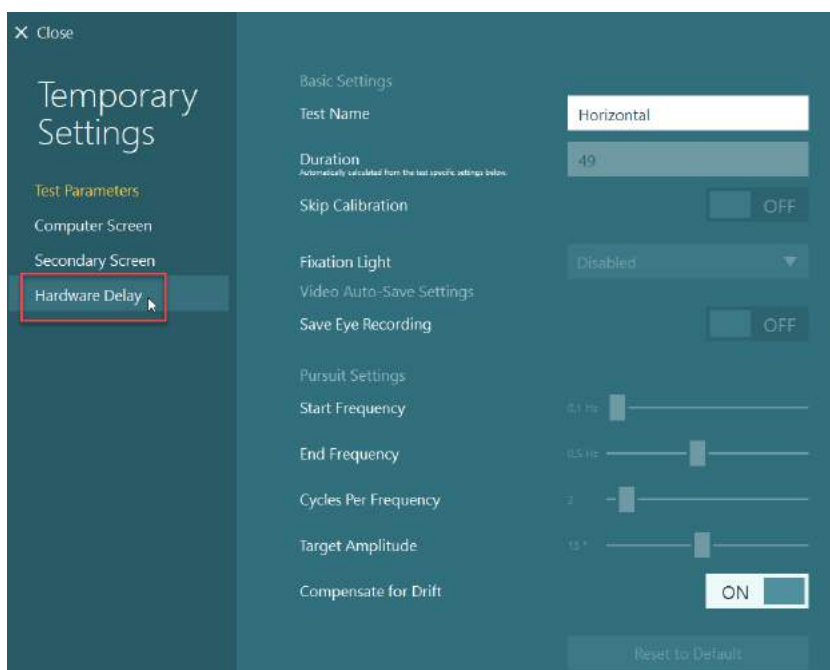 Close
Temporary
Settings
Test Parameters
Computer Screen
Secondary Screen
Hardware Delay
Basic Settings
Test Name Horizontal
Duration 49
Automatically calculated from the test specific settings below.
Skip Calibration OFF
Fixation Light Disabled
Video Auto-Save Settings
Save Eye Recording OFF
Pursuit Settings
Start Frequency 0,1 Hz
End Frequency 0,5 Hz
Cycles Per Frequency 2
Target Amplitude 15 °
Compensate for Drift ON
Reset to Default